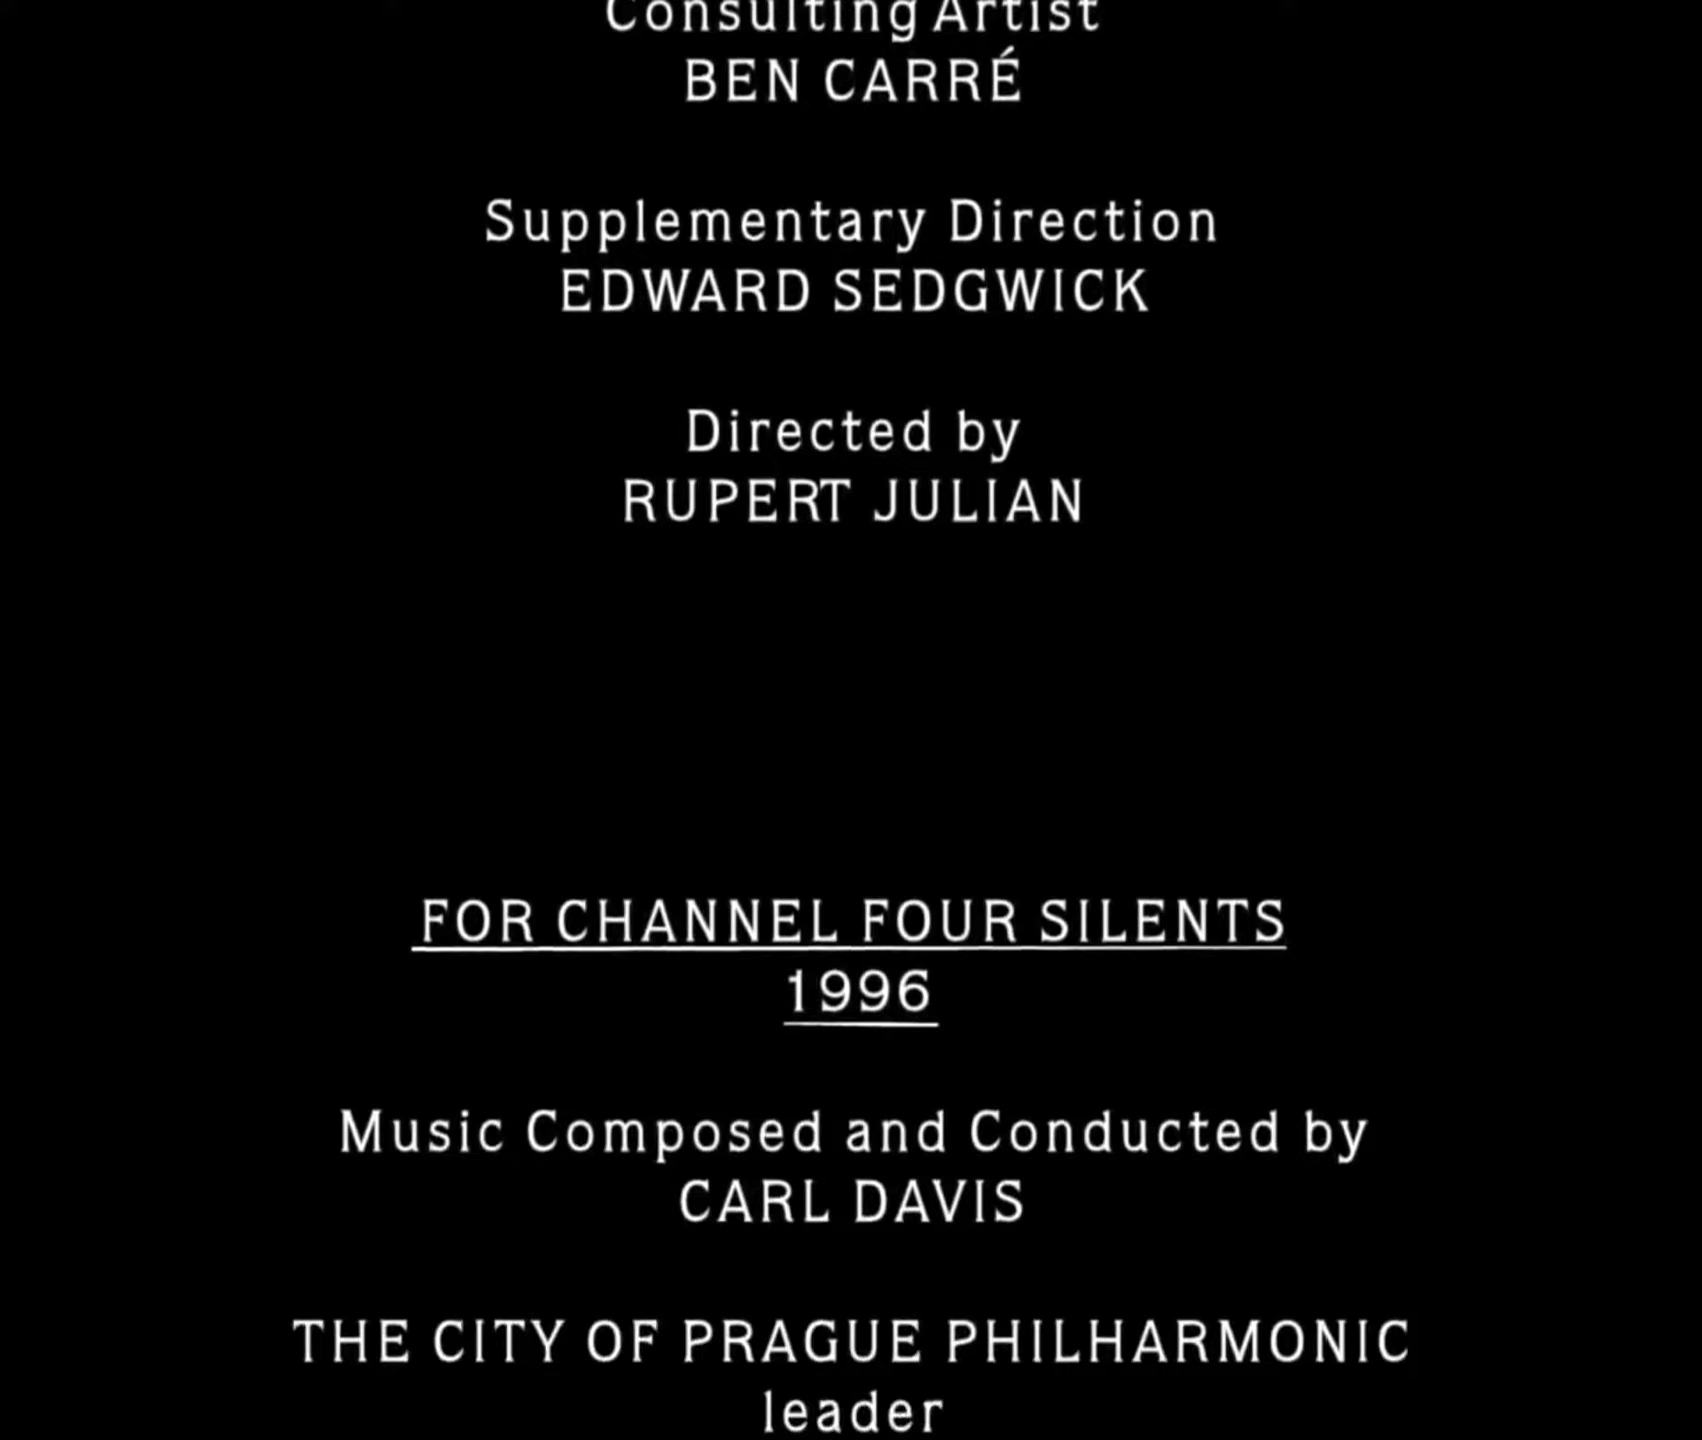 Consulting Artist
BEN CARRÉ
Supplementary Direction
EDWARD SEDGWICK
Directed by
RUPERT JULIAN
FOR CHANNEL FOUR SILENTS
1996
Music Composed and Conducted by
CARL DAVIS
THE CITY OF PRAGUE PHILHARMONIC
leader